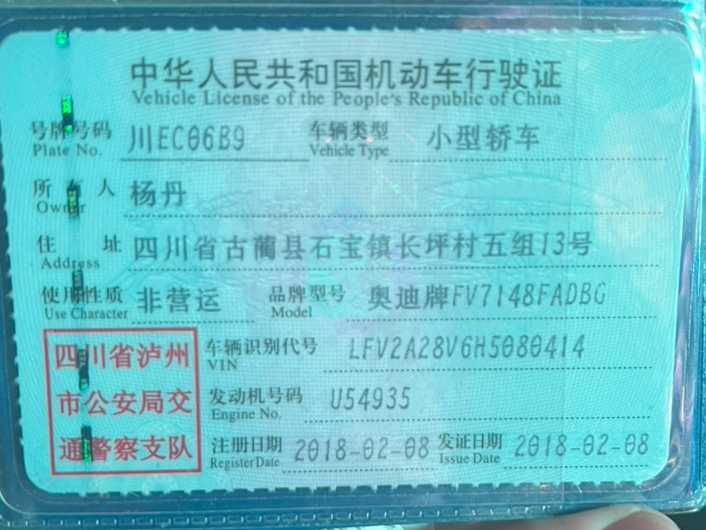 中华人民共和国机动车行驶证
Vehicle License of the People's Republic of China
号牌号码 川EC06B9 车辆类型 小型轿车
Plate No. Vehicle Type
所有人 杨丹
Owner
住址 四川省古蔺县石宝镇长坪村五组13号
Address
使用性质 非营运 品牌型号 奥迪牌FV7148FADBG
Use Character Model
四川省泸州 车辆识别代号 LFV2A28V6H5080414
VIN
市公安局交 发动机号码 U54935
Engine No.
通警察支队 注册日期 2018-02-08 发证日期 2018-02-08
Register Date Issue Date